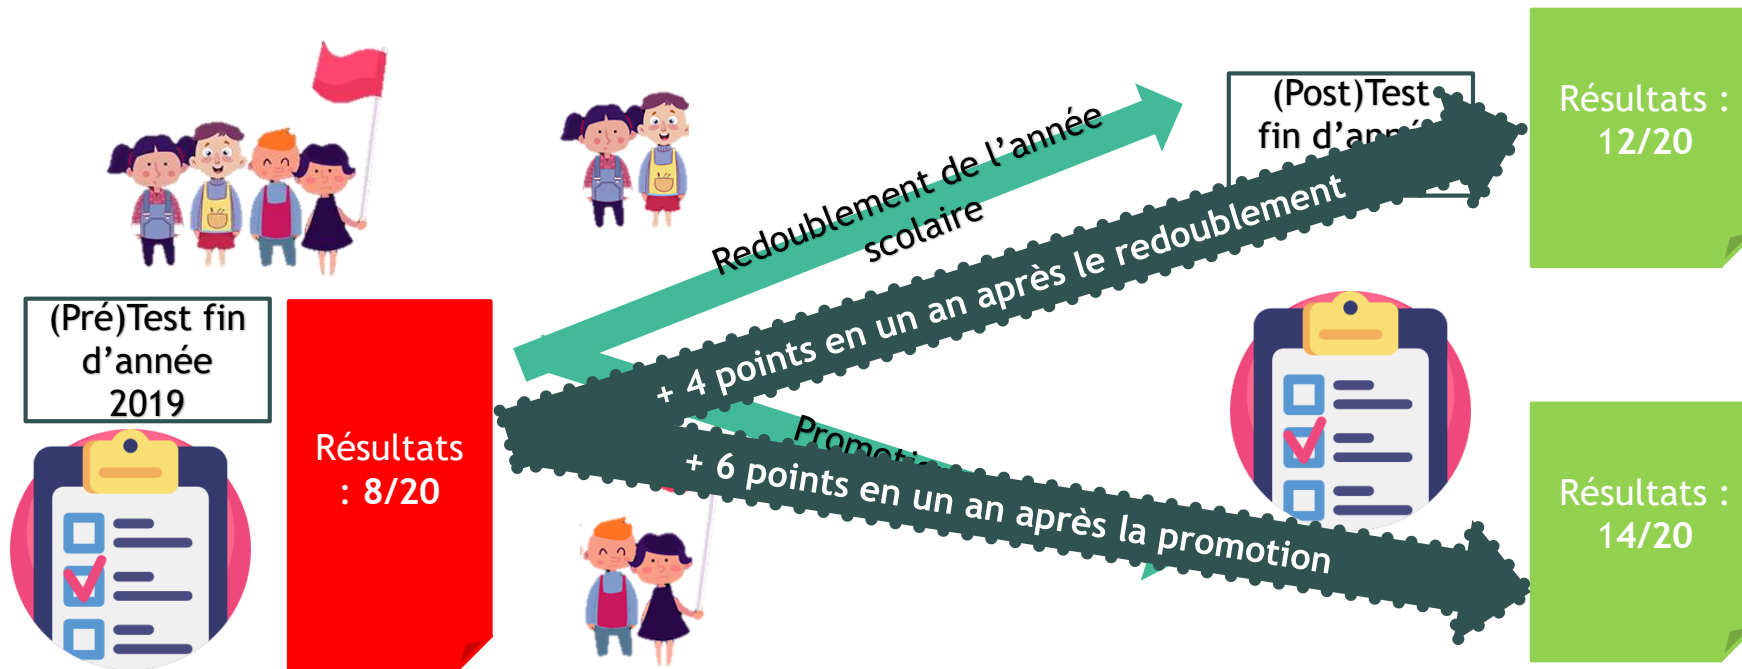 (Pré)Test fin
d'année
2019
Résultats
: 8/20
Redoublement de l'année
scolaire
+ 4 points en un an après le redoublement
+ 6 points en un an après la promotion
(Post)Test
fin
Résultats :
12/20
Résultats :
14/20